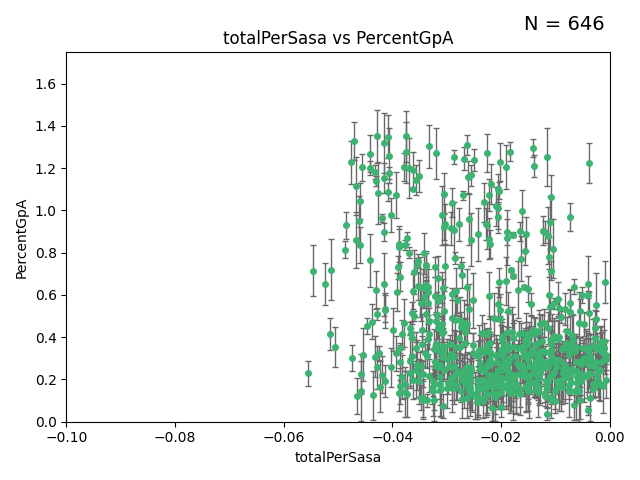 N = 646
totalPerSasa vs PercentGpA
PercentGpA
1.6
1.4
1.2
1.0
0.8
0.6
0.4
0.2
0.0
−0.10 −0.08 −0.06 −0.04 −0.02 0.00
totalPerSasa